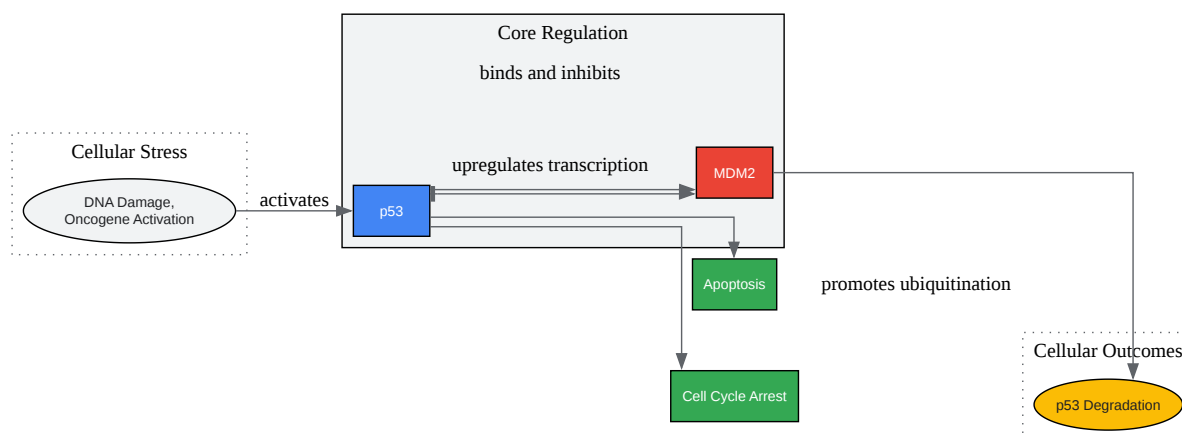 Core Regulation
binds and inhibits
Cellular Stress
DNA Damage,
Oncogene Activation
activates
upregulates transcription
MDM2
p53
Apoptosis
promotes ubiquitination
Cell Cycle Arrest
Cellular Outcomes
p53 Degradation